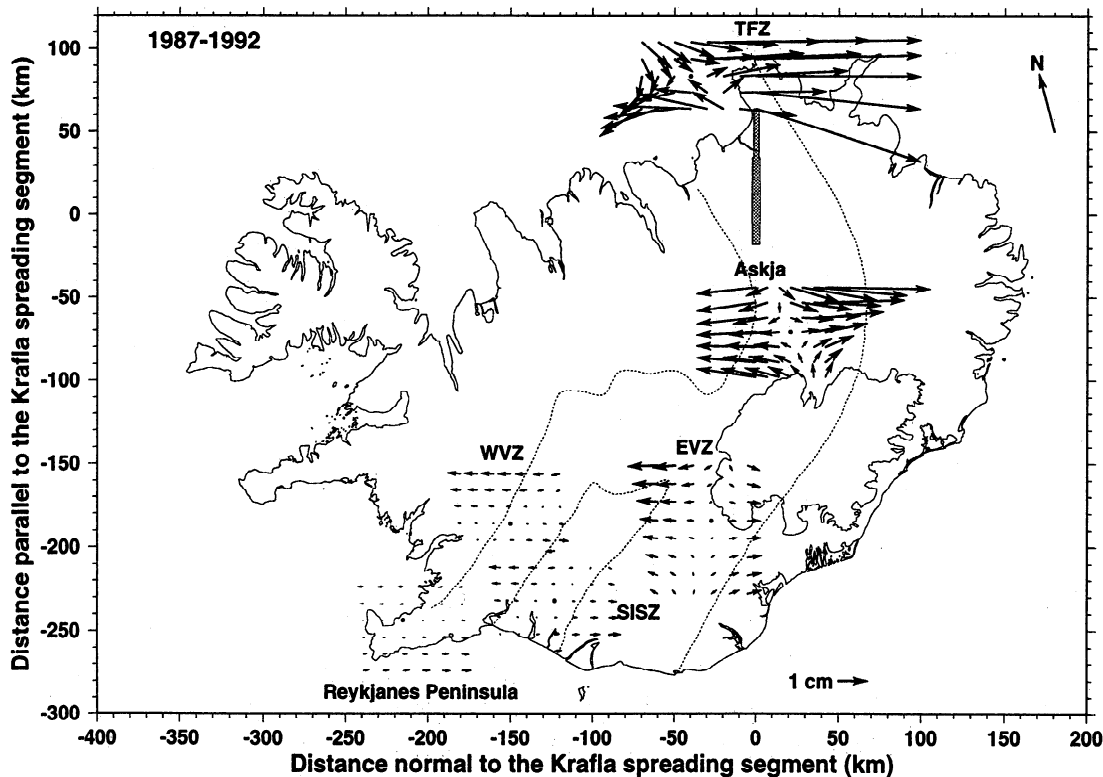 1987-1992
TFZ
N
Askja
WVZ
EVZ
SISZ
Reykjanes Peninsula
1 cm
Distance parallel to the Krafla spreading segment (km)
100
50
0
-50
-100
-150
-200
-250
-300
-400
-350
-300
-250
-200
-150
-100
-50
0
50
100
150
200
Distance normal to the Krafla spreading segment (km)